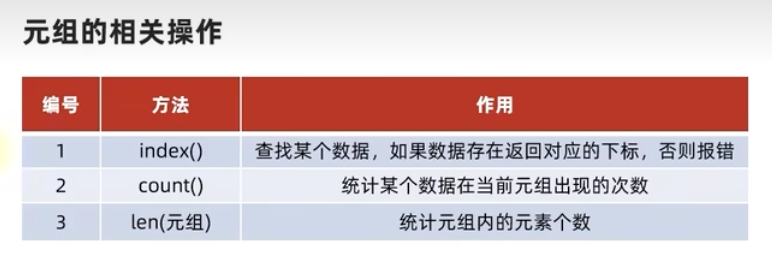 元组的相关操作
编号 方法 作用
1 index() 查找某个数据，如果数据存在返回对应的下标，否则报错
2 count() 统计某个数据在当前元组出现的次数
3 len(元组) 统计元组内的元素个数